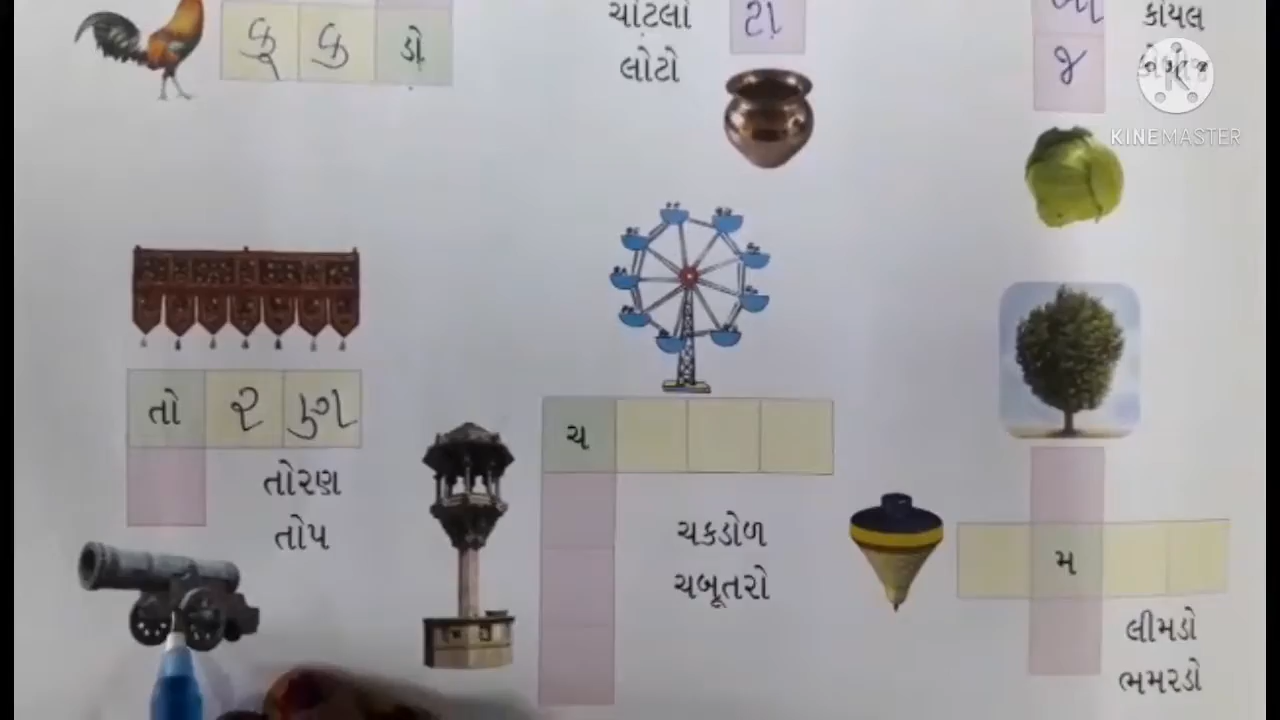 કૂ ક ડો
ચોટલો
લોટો
ટો
જ
કોયલ
KINEMASTER
તો ર ણ
તોરણ
તોપ
ચ
ચકડોળ
ચબૂતરો
મ
લીમડો
ભમરડો